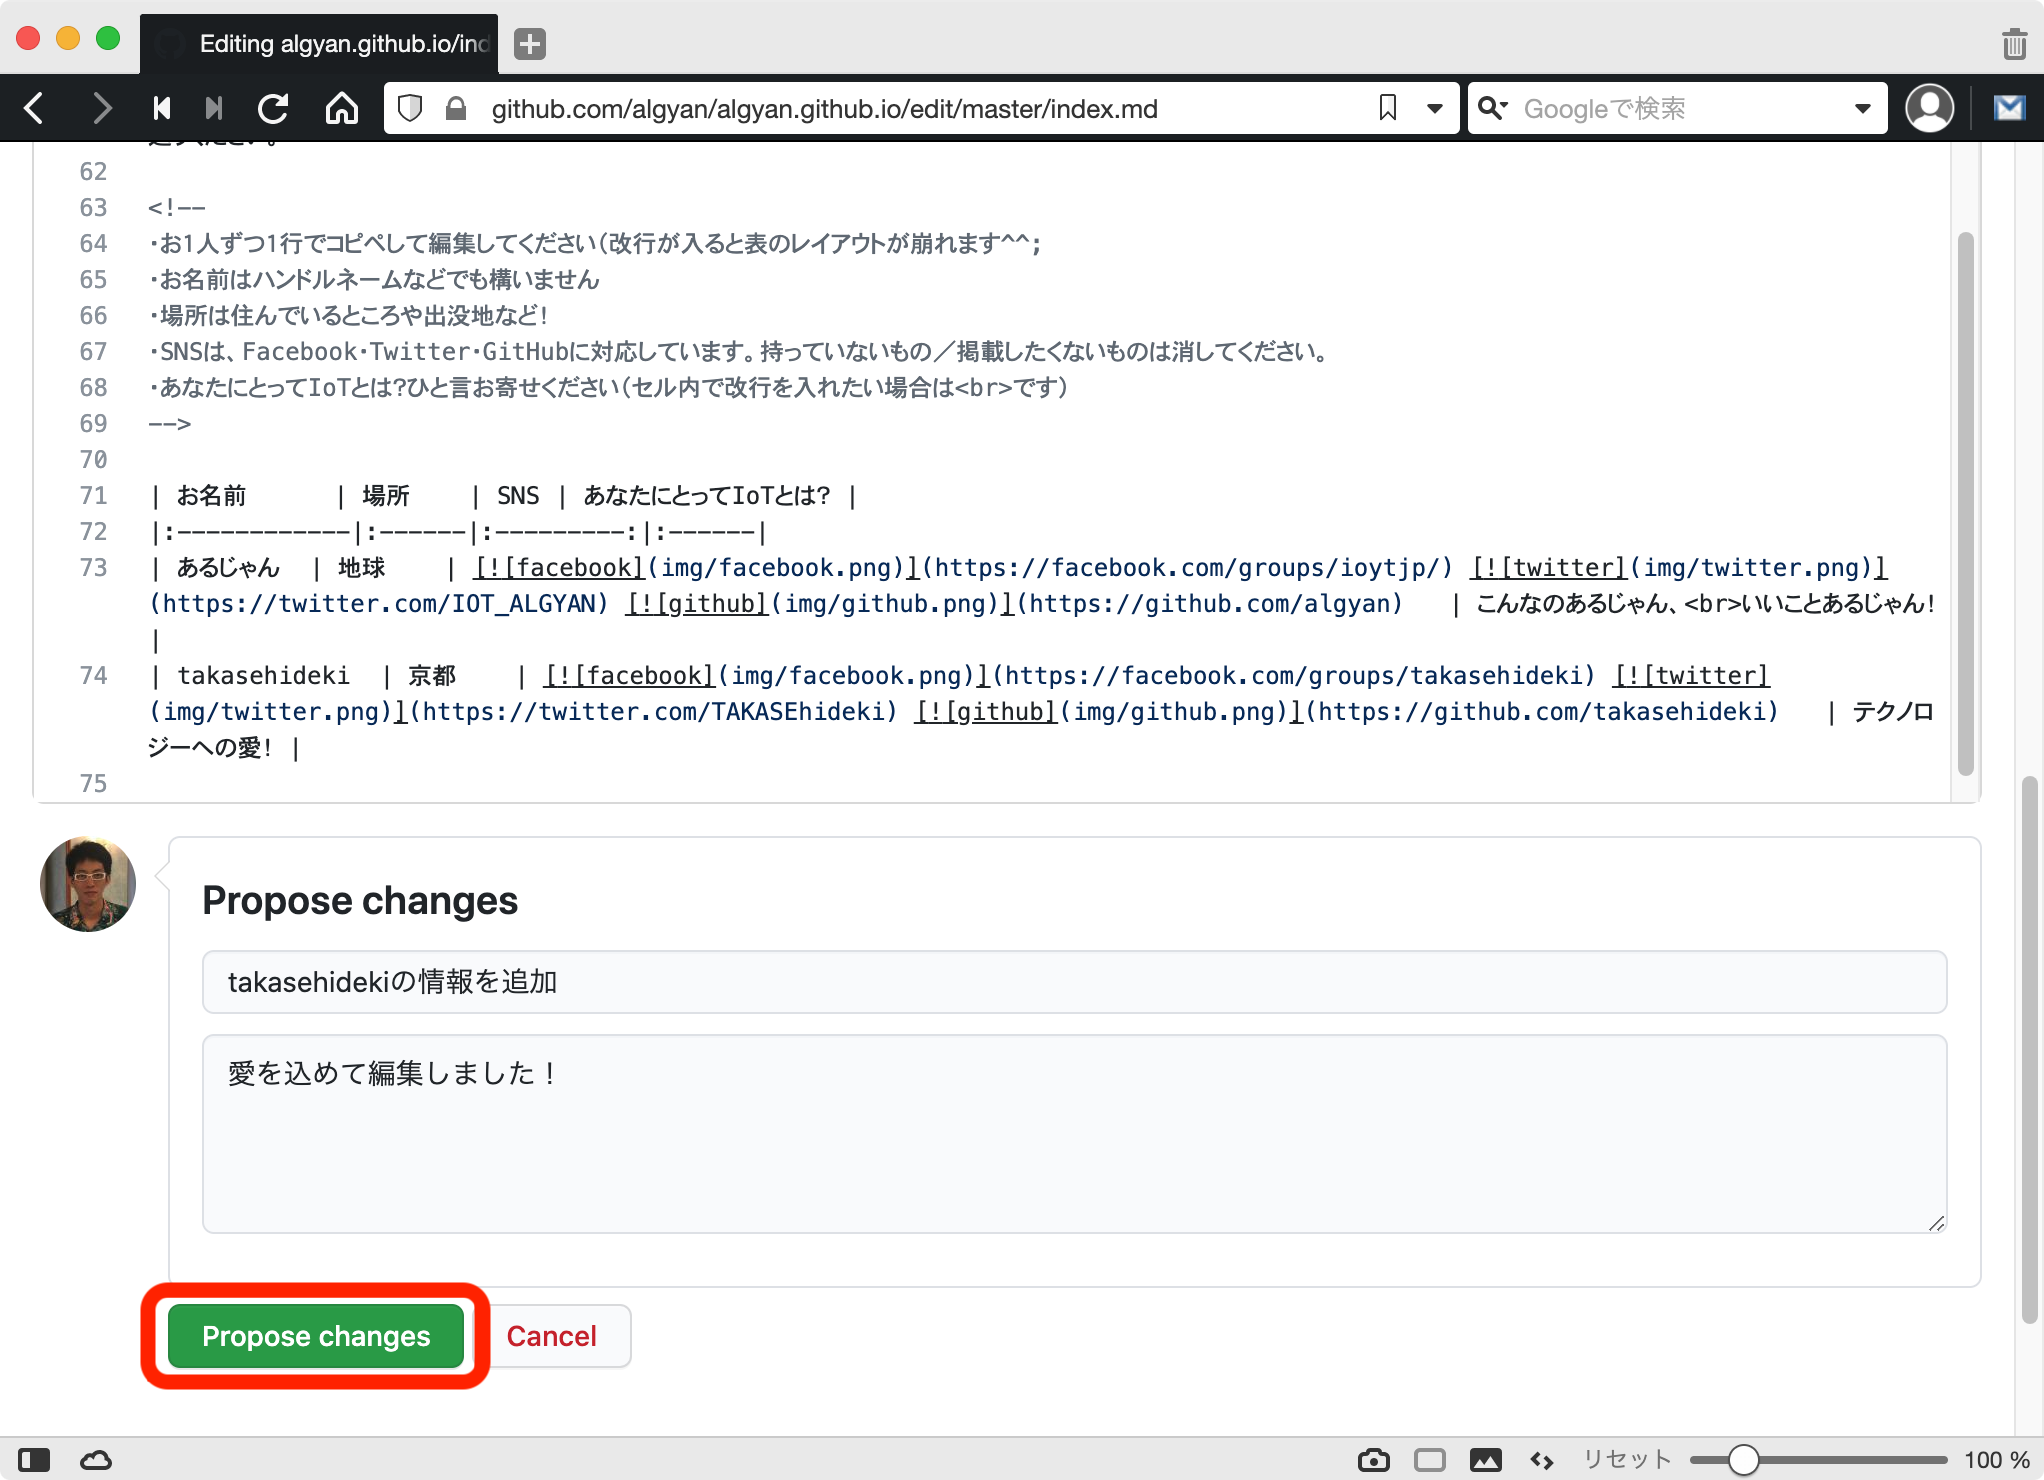 Editing algyan.github.io/ind
github.com/algyan/algyan.github.io/edit/master/index.md
Googleで検索
62
63 <!--
64 ・お1人ずつ1行でコピペして編集してください（改行が入ると表のレイアウトが崩れます^^;
65 ・お名前はハンドルネームなどでも構いません
66 ・場所は住んでいるところや出没地など！
67 ・SNSは、Facebook・Twitter・GitHubに対応しています。持っていないもの／掲載したくないものは消してください。
68 ・あなたにとってIoTとは？ひと言お寄せください（セル内で改行を入れたい場合は<br>です）
69 -->
70
71 | お名前 | 場所 | SNS | あなたにとってIoTとは？ |
72 |:------------|:------|:---------:|:------|
73 | あるじゃん | 地球 | [![facebook](img/facebook.png)](https://facebook.com/groups/ioytjp/) [![twitter](img/twitter.png)]
(https://twitter.com/IOT_ALGYAN) [![github](img/github.png)](https://github.com/algyan) | こんなのあるじゃん、<br>いいことあるじゃん！
|
74 | takasehideki | 京都 | [![facebook](img/facebook.png)](https://facebook.com/groups/takasehideki) [![twitter]
(img/twitter.png)](https://twitter.com/TAKASEhideki) [![github](img/github.png)](https://github.com/takasehideki) | テクノロ
ジーへの愛！ |
75
Propose changes
takasehidekiの情報を追加
愛を込めて編集しました！
Propose changes
Cancel
リセット
100 %